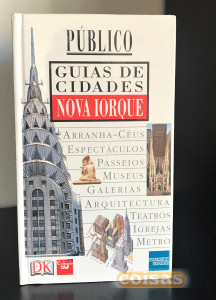 PÚBLICO
GUIAS DE
CIDADES
NOVA IORQUE
ARRANHA-CÉUS
ESPECTÁCULOS
PASSEIOS
MUSEUS
GALERIAS
ARQUITECTURA
TEATROS
IGREJAS
METRO
DK
coisas